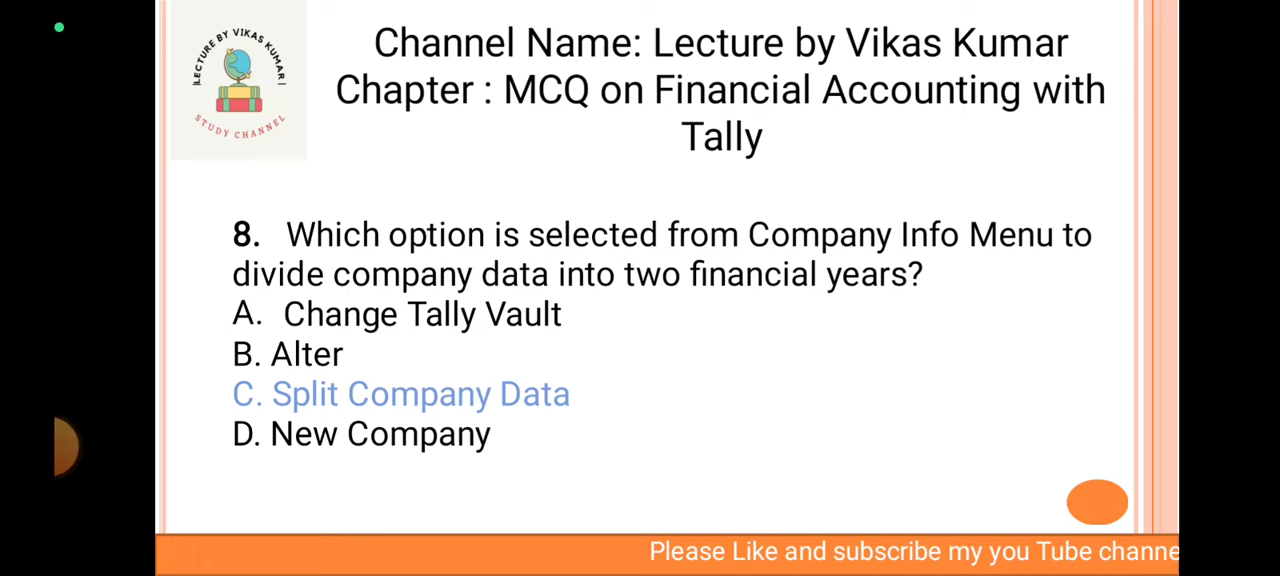 LECTURE BY VIKAS KUMAR
STUDY CHANNEL
Channel Name: Lecture by Vikas Kumar
Chapter : MCQ on Financial Accounting with
Tally
8. Which option is selected from Company Info Menu to
divide company data into two financial years?
A. Change Tally Vault
B. Alter
C. Split Company Data
D. New Company
Please Like and subscribe my you Tube channe